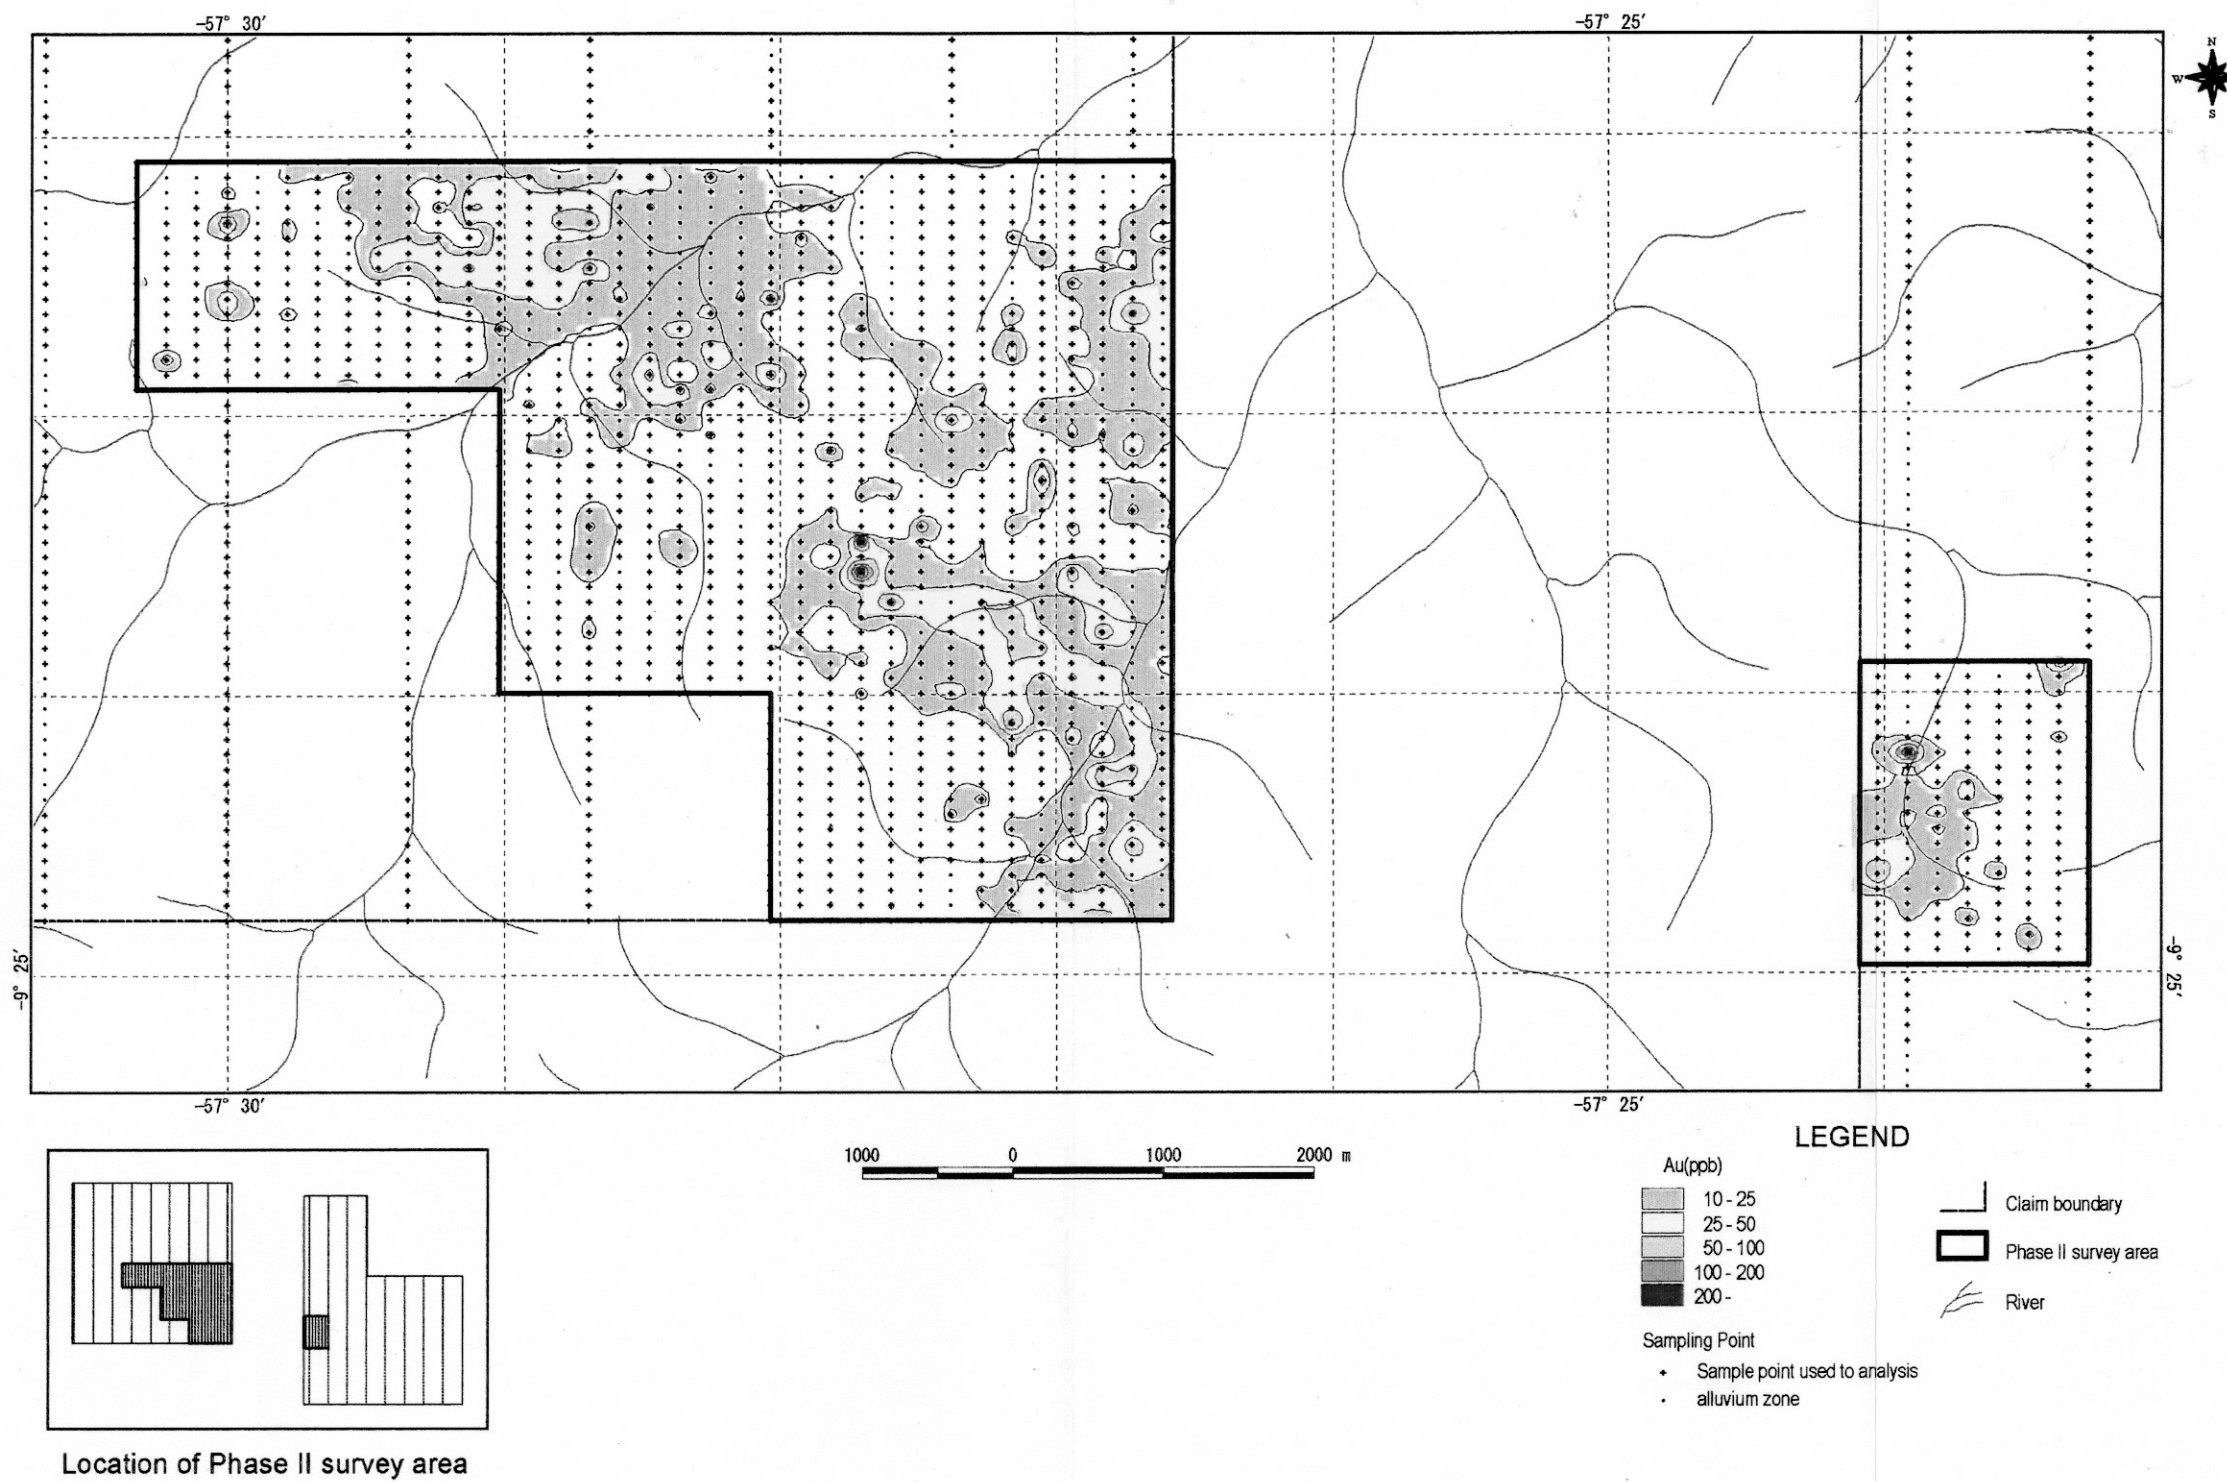 -57° 30′
-57° 25′
N
W
S
-9° 25′
-9° 25′
-57° 30′
-57° 25′
1000 0 1000 2000 m
LEGEND
Au(ppb)
10 - 25
25 - 50
50 - 100
100 - 200
200 -
Claim boundary
Phase II survey area
River
Sampling Point
Sample point used to analysis
alluvium zone
Location of Phase II survey area